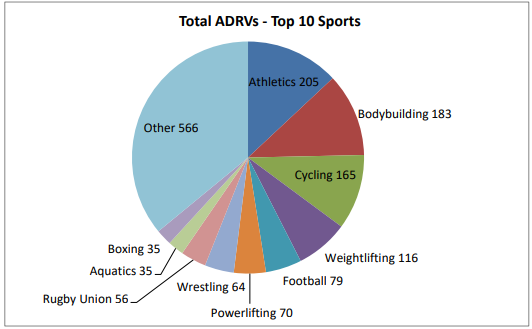 Total ADRVs - Top 10 Sports
Athletics 205
Bodybuilding 183
Cycling 165
Weightlifting 116
Football 79
Powerlifting 70
Wrestling 64
Rugby Union 56
Aquatics 35
Boxing 35
Other 566